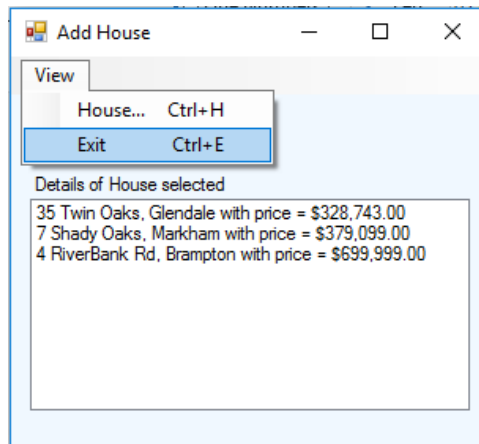 Add House
View
House... Ctrl+H
Exit Ctrl+E
Details of House selected
35 Twin Oaks, Glendale with price = $328,743.00
7 Shady Oaks, Markham with price = $379,099.00
4 RiverBank Rd, Brampton with price = $699,999.00